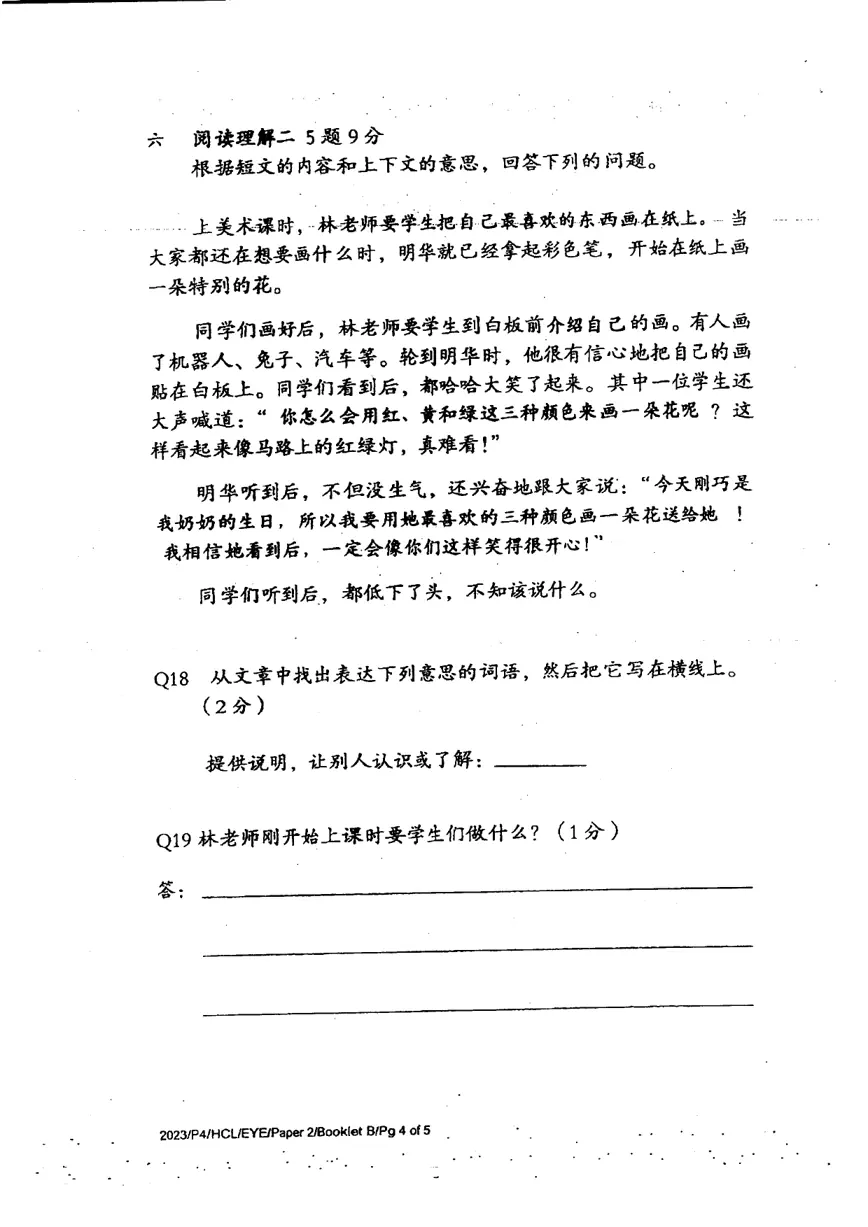 六 阅读理解二 5题9分
根据短文的内容和上下文的意思，回答下列的问题。
上美术课时，林老师要学生把自己最喜欢的东西画在纸上。当
大家都还在想要画什么时，明华就已经拿起彩色笔，开始在纸上画
一朵特别的花。
同学们画好后，林老师要学生到白板前介绍自己的画。有人画
了机器人、兔子、汽车等。轮到明华时，他很有信心地把自己的画
贴在白板上。同学们看到后，都哈哈大笑了起来。其中一位学生还
大声喊道：“你怎么会用红、黄和绿这三种颜色来画一朵花呢？这
样看起来像马路上的红绿灯，真难看！”
明华听到后，不但没生气，还兴奋地跟大家说：“今天刚巧是
我奶奶的生日，所以我要用她最喜欢的三种颜色画一朵花送给她！
我相信她看到后，一定会像你们这样笑得很开心！”
同学们听到后，都低下了头，不知该说什么。
Q18 从文章中找出表达下列意思的词语，然后把它写在横线上。
（2分）
提供说明，让别人认识或了解：
Q19 林老师刚开始上课时要学生们做什么？（1分）
答：
2023/P4/HCL/EYE/Paper 2/Booklet B/Pg 4 of 5